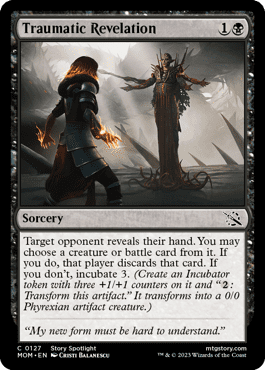 Traumatic Revelation 1
Sorcery
Target opponent reveals their hand. You may
choose a creature or battle card from it. If
you do, that player discards that card. If
you don't, incubate 3. (Create an Incubator
token with three +1/+1 counters on it and “2:
Transform this artifact.” It transforms into a 0/0
Phyrexian artifact creature.)
“My new form must be hard to understand.”
C 0127 Story Spotlight mtgstory.com
MOM • EN Cristi Balanescu ™ & © 2023 Wizards of the Coast